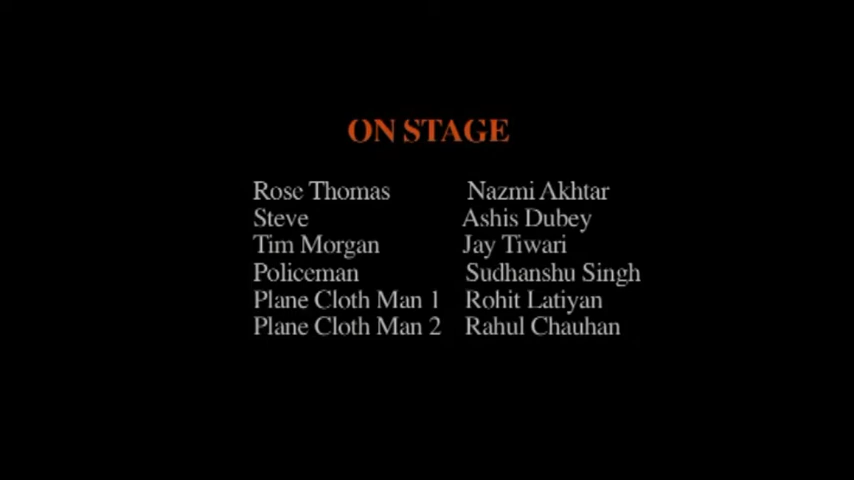 ON STAGE
Rose Thomas Nazmi Akhtar
Steve Ashis Dubey
Tim Morgan Jay Tiwari
Policeman Sudhanshu Singh
Plane Cloth Man 1 Rohit Latiyan
Plane Cloth Man 2 Rahul Chauhan